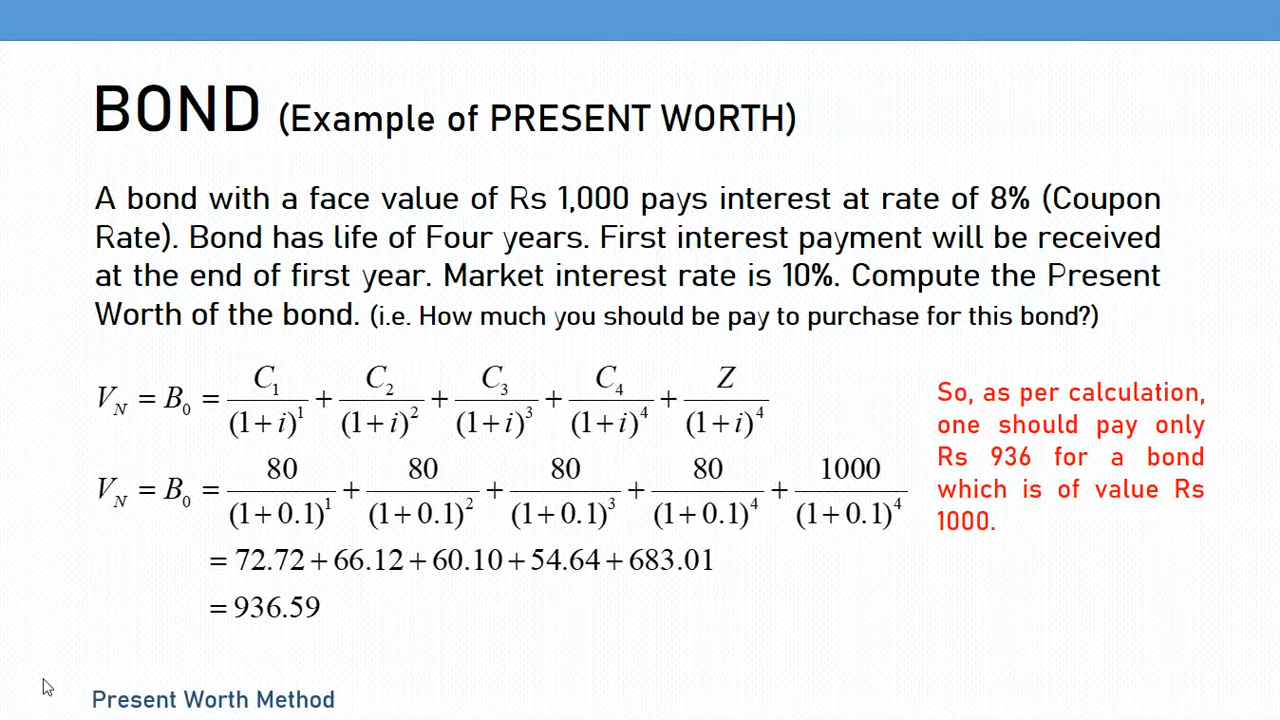 BOND (Example of PRESENT WORTH)
A bond with a face value of Rs 1,000 pays interest at rate of 8% (Coupon
Rate). Bond has life of Four years. First interest payment will be received
at the end of first year. Market interest rate is 10%. Compute the Present
Worth of the bond. (i.e. How much you should be pay to purchase for this bond?)
V_N = B_0 = C_1/(1+i)^1 + C_2/(1+i)^2 + C_3/(1+i)^3 + C_4/(1+i)^4 + Z/(1+i)^4
V_N = B_0 = 80/(1+0.1)^1 + 80/(1+0.1)^2 + 80/(1+0.1)^3 + 80/(1+0.1)^4 + 1000/(1+0.1)^4
= 72.72+66.12+60.10+54.64+683.01
= 936.59
So, as per calculation,
one should pay only
Rs 936 for a bond
which is of value Rs
1000.
Present Worth Method